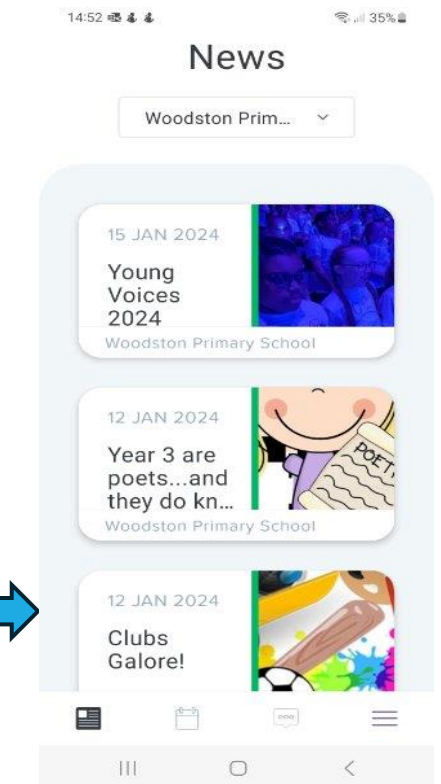 14:52 35%
News
Woodston Prim...
15 JAN 2024
Young
Voices
2024
Woodston Primary School
12 JAN 2024
Year 3 are
poets...and
they do kn...
Woodston Primary School
POET
12 JAN 2024
Clubs
Galore!